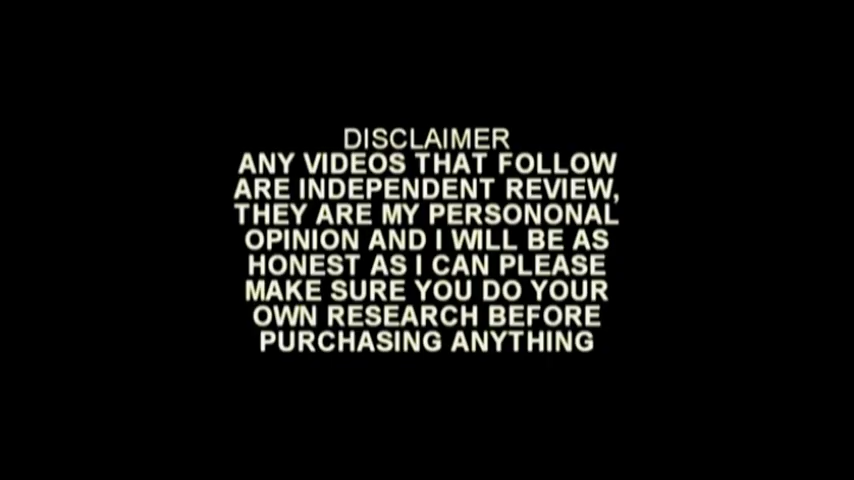 DISCLAIMER
ANY VIDEOS THAT FOLLOW
ARE INDEPENDENT REVIEW,
THEY ARE MY PERSONONAL
OPINION AND I WILL BE AS
HONEST AS I CAN PLEASE
MAKE SURE YOU DO YOUR
OWN RESEARCH BEFORE
PURCHASING ANYTHING